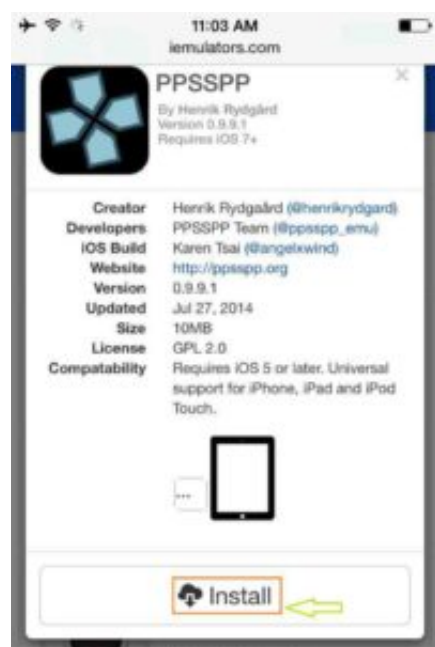 11:03 AM
iemulators.com
PPSSPP
By Henrik Rydgård
Version 0.9.9.1
Requires iOS 7+
Creator Henrik Rydgaård (@henrikrydgard)
Developers PPSSPP Team (@ppsspp_emu)
iOS Build Karen Tsai (@angelxwind)
Website http://ppsspp.org
Version 0.9.9.1
Updated Jul 27, 2014
Size 10MB
License GPL 2.0
Compatability Requires iOS 5 or later. Universal
support for iPhone, iPad and iPod
Touch.
...
Install